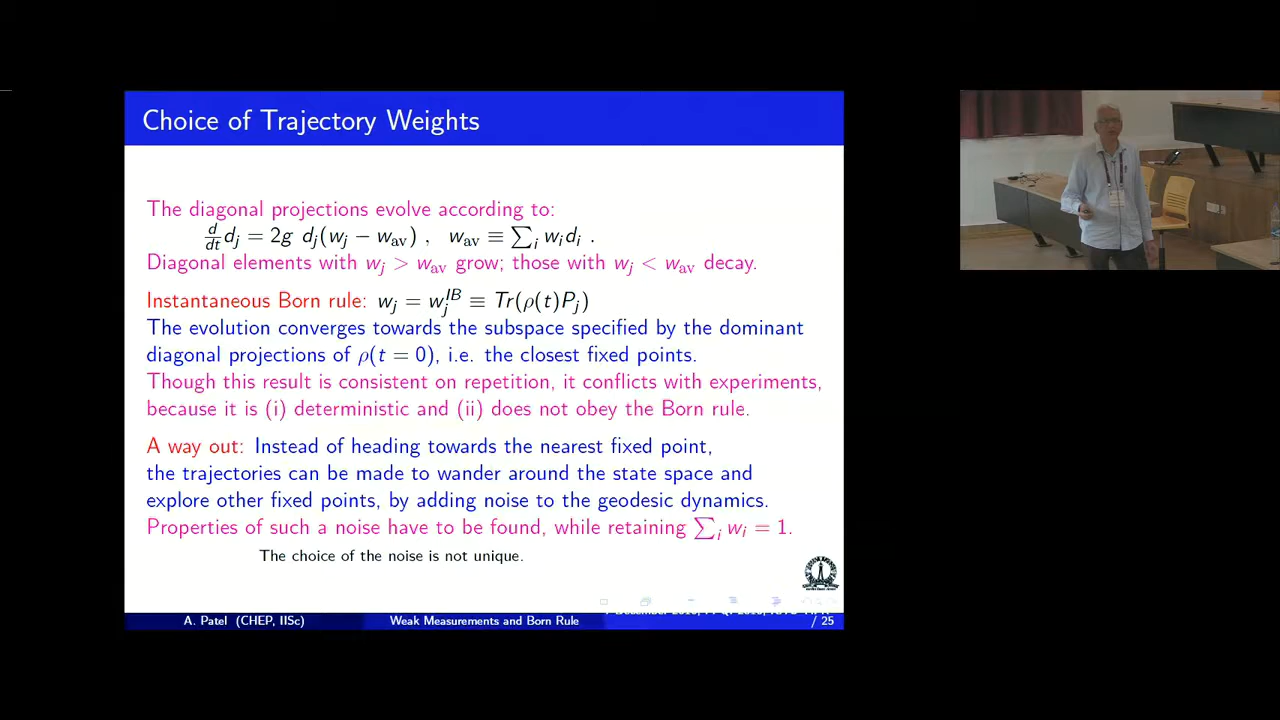 Choice of Trajectory Weights
The diagonal projections evolve according to:
d/dt d_j = 2g d_j(w_j − w_av) , w_av ≡ ∑_i w_i d_i .
Diagonal elements with w_j > w_av grow; those with w_j < w_av decay.
Instantaneous Born rule: w_j = w_j^IB ≡ Tr(ρ(t)P_j)
The evolution converges towards the subspace specified by the dominant
diagonal projections of ρ(t = 0), i.e. the closest fixed points.
Though this result is consistent on repetition, it conflicts with experiments,
because it is (i) deterministic and (ii) does not obey the Born rule.
A way out: Instead of heading towards the nearest fixed point,
the trajectories can be made to wander around the state space and
explore other fixed points, by adding noise to the geodesic dynamics.
Properties of such a noise have to be found, while retaining ∑_i w_i = 1.
The choice of the noise is not unique.
A. Patel (CHEP, IISc) Weak Measurements and Born Rule / 25